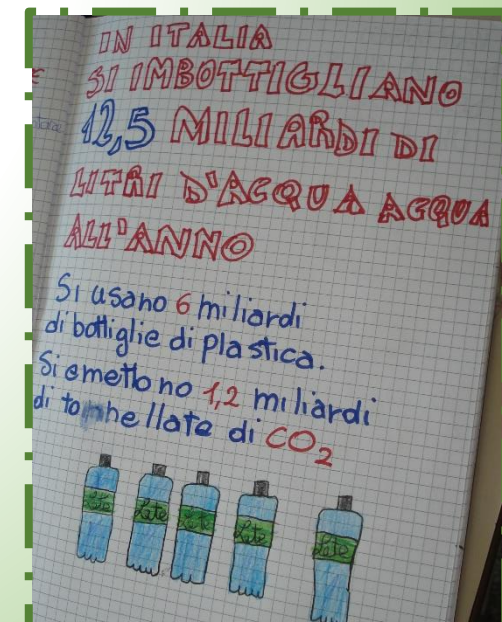 IN ITALIA
SI IMBOTTIGLIANO
12,5 MILIARDI DI
LITRI D'ACQUA ACQUA
ALL'ANNO
Si usano 6 miliardi
di bottiglie di plastica.
Si emettono 1,2 miliardi
di tonnellate di CO2
Lete Lete Lete Lete Lete